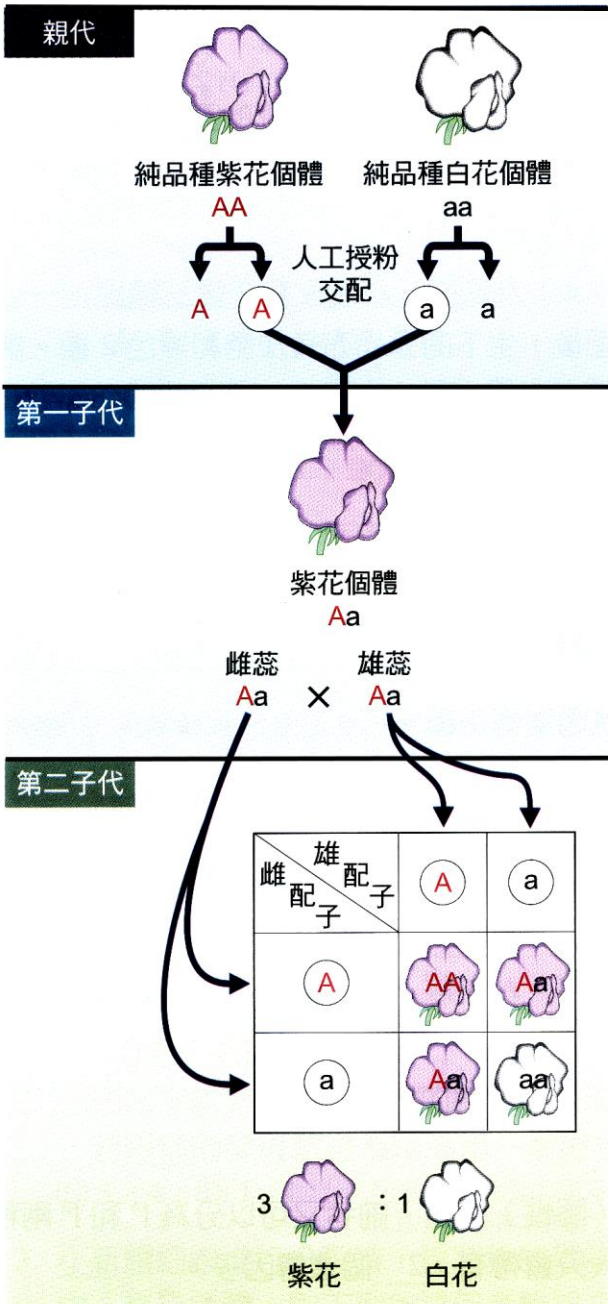 親代
純品種紫花個體 純品種白花個體
AA aa
人工授粉
交配
A A a a
第一子代
紫花個體
Aa
雌蕊 雄蕊
Aa × Aa
第二子代
雄配子
雌配子
A a
A AA Aa
a Aa aa
3 : 1
紫花 白花